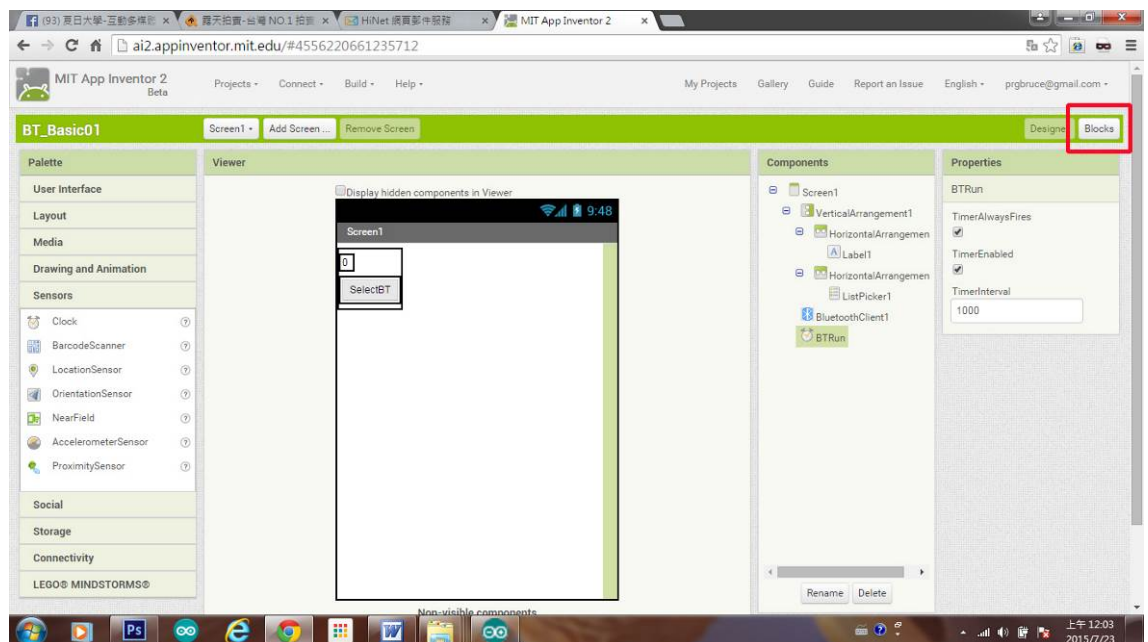 (93) 夏日大學-互動多媒 露天拍賣-台灣 NO.1 拍 HiNet 網頁郵件服務 MIT App Inventor 2
ai2.appinventor.mit.edu/#4556220661235712
MIT App Inventor 2
Beta
Projects Connect Build Help My Projects Gallery Guide Report an Issue English prgbruce@gmail.com
BT_Basic01 Screen1 Add Screen ... Remove Screen Designer Blocks
Palette Viewer Components Properties
User Interface
Layout
Media
Drawing and Animation
Sensors
Clock
BarcodeScanner
LocationSensor
OrientationSensor
NearField
AccelerometerSensor
ProximitySensor
Social
Storage
Connectivity
LEGO® MINDSTORMS®
Display hidden components in Viewer
9:48
Screen1
0
SelectBT
Non-visible components
Screen1
VerticalArrangement1
HorizontalArrangemen
Label1
HorizontalArrangemen
ListPicker1
BluetoothClient1
BTRun
Rename Delete
BTRun
TimerAlwaysFires
TimerEnabled
TimerInterval
1000
Ps
W
上午 12:03
2015/7/23